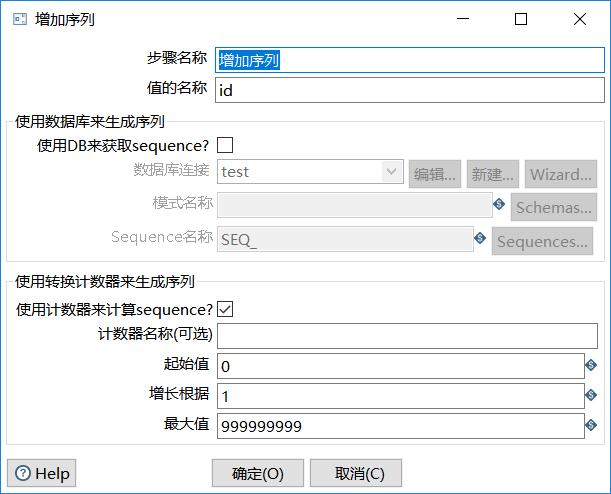 增加序列
步骤名称 增加序列
值的名称 id
使用数据库来生成序列
使用DB来获取sequence?
数据库连接 test 编辑... 新建... Wizard...
模式名称 Schemas...
Sequence名称 SEQ_ Sequences...
使用转换计数器来生成序列
使用计数器来计算sequence?
计数器名称(可选)
起始值 0
增长根据 1
最大值 999999999
Help 确定(O) 取消(C)